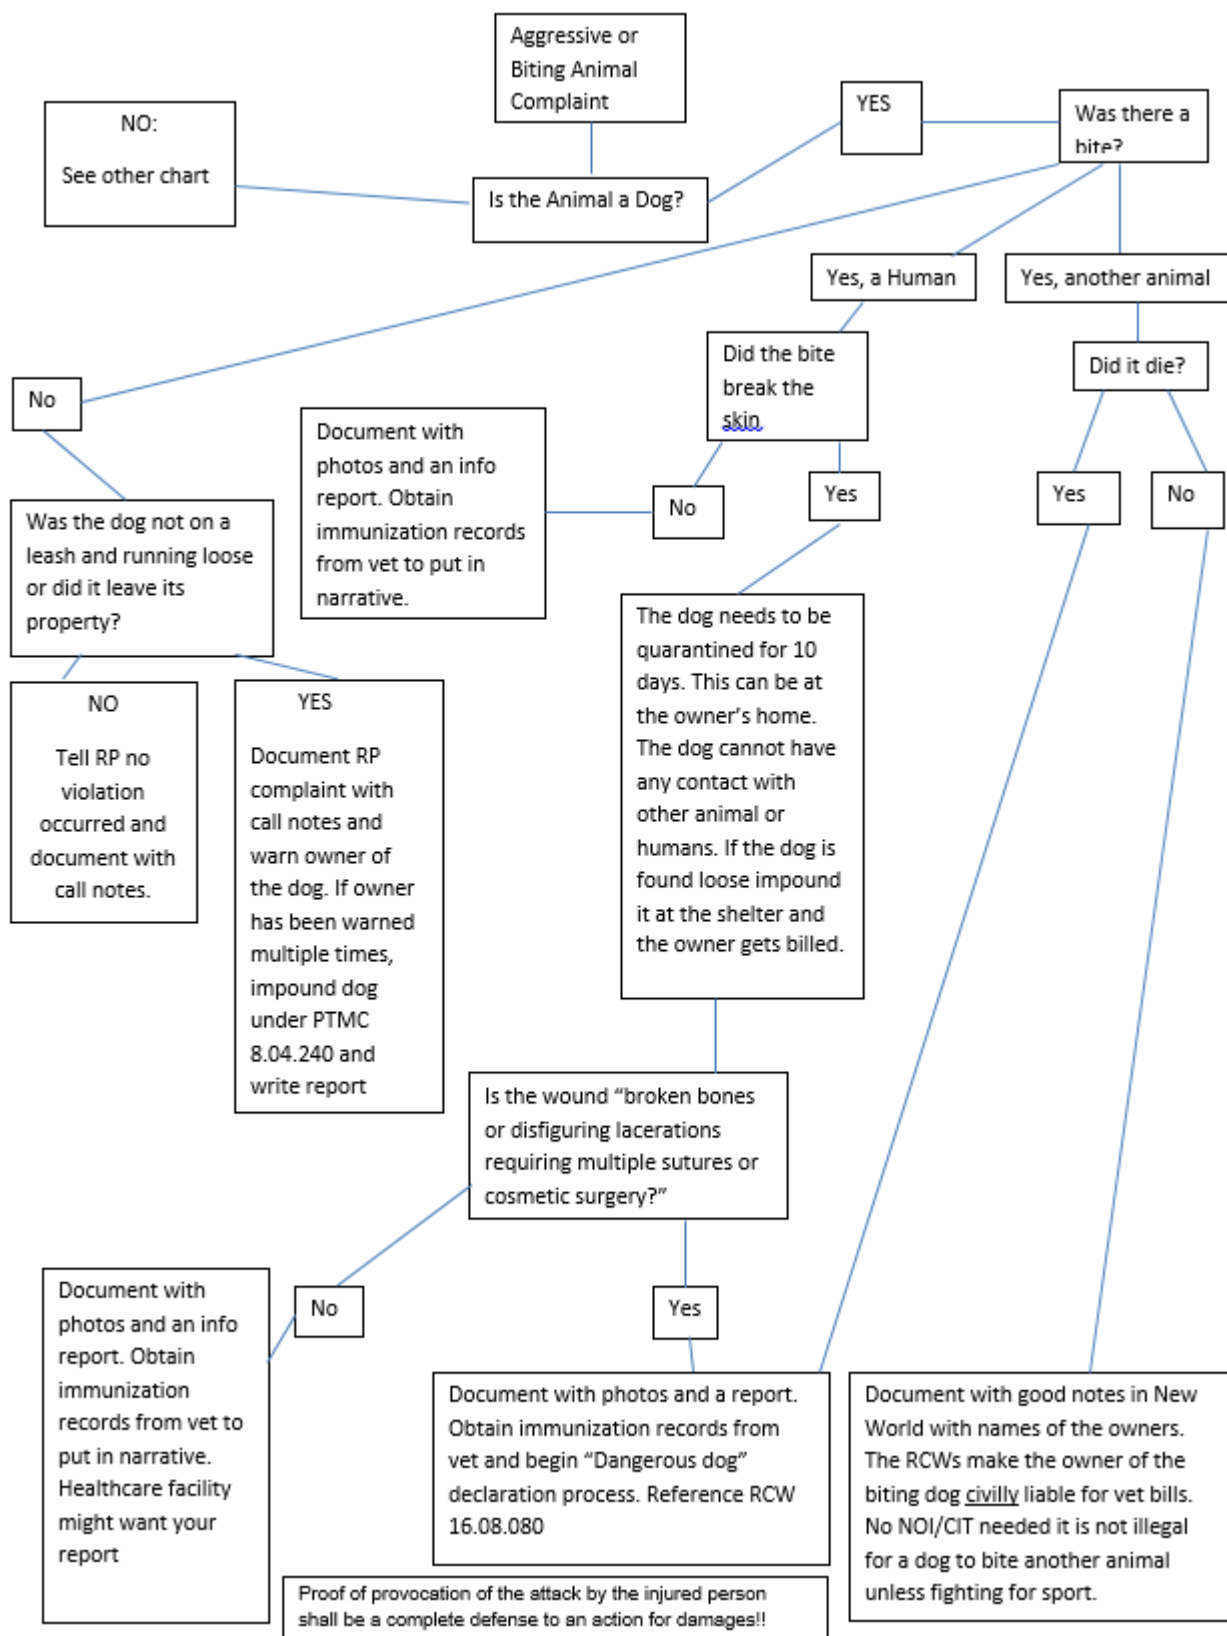 Aggressive or
Biting Animal
Complaint
NO:
See other chart
Is the Animal a Dog?
YES
Was there a
bite?
Yes, a Human
Yes, another animal
Did the bite
break the
skin
Did it die?
No
Document with
photos and an info
report. Obtain
immunization records
from vet to put in
narrative.
No
Yes
Yes
No
Was the dog not on a
leash and running loose
or did it leave its
property?
The dog needs to be
quarantined for 10
days. This can be at
the owner’s home.
The dog cannot have
any contact with
other animal or
humans. If the dog is
found loose impound
it at the shelter and
the owner gets billed.
NO
Tell RP no
violation
occurred and
document with
call notes.
YES
Document RP
complaint with
call notes and
warn owner of
the dog. If owner
has been warned
multiple times,
impound dog
under PTMC
8.04.240 and
write report
Is the wound “broken bones
or disfiguring lacerations
requiring multiple sutures or
cosmetic surgery?”
Document with
photos and an info
report. Obtain
immunization
records from vet to
put in narrative.
Healthcare facility
might want your
report
No
Yes
Document with photos and a report.
Obtain immunization records from
vet and begin “Dangerous dog”
declaration process. Reference RCW
16.08.080
Document with good notes in New
World with names of the owners.
The RCWs make the owner of the
biting dog civilly liable for vet bills.
No NOI/CIT needed it is not illegal
for a dog to bite another animal
unless fighting for sport.
Proof of provocation of the attack by the injured person
shall be a complete defense to an action for damages!!